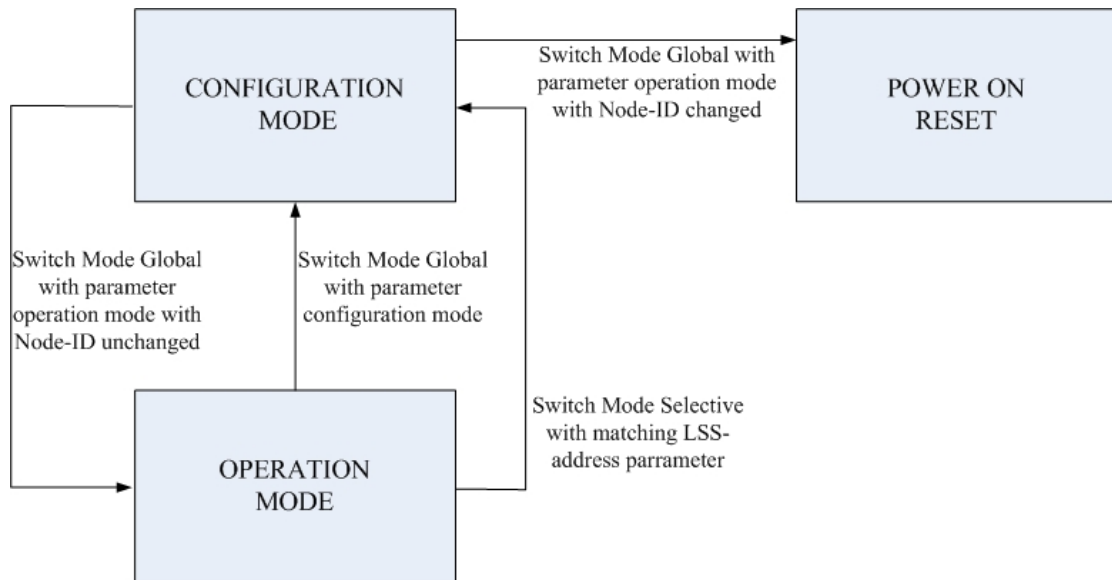 CONFIGURATION
MODE
Switch Mode Global with
parameter operation mode
with Node-ID changed
POWER ON
RESET
Switch Mode Global
with parameter
operation mode with
Node-ID unchanged
Switch Mode Global
with parameter
configuration mode
Switch Mode Selective
with matching LSS-
address parrameter
OPERATION
MODE